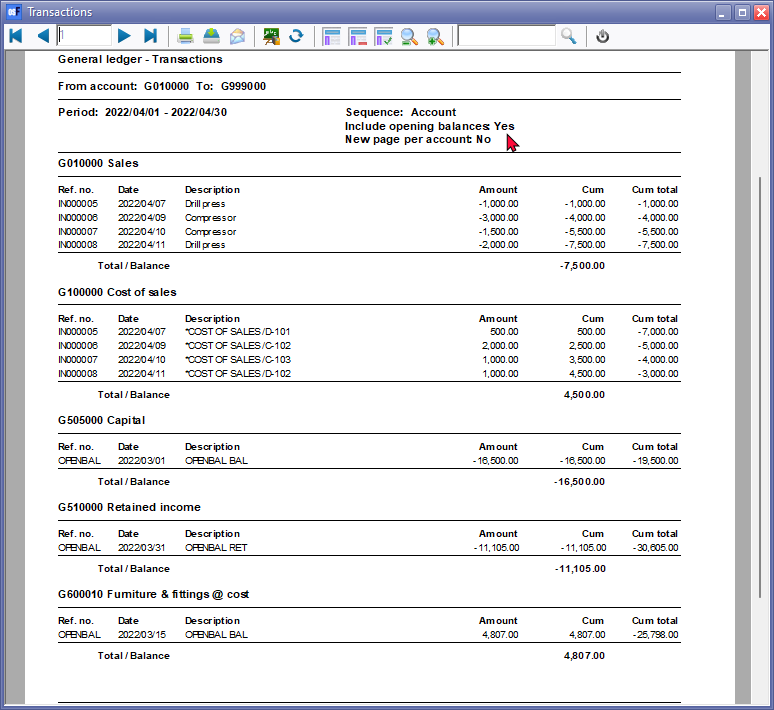 Transactions
1
General ledger - Transactions
From account: G010000 To: G999000
Period: 2022/04/01 - 2022/04/30 Sequence: Account
Include opening balances: Yes
New page per account: No
G010000 Sales
Ref. no. Date Description Amount Cum Cum total
IN000005 2022/04/07 Drill press -1,000.00 -1,000.00 -1,000.00
IN000006 2022/04/09 Compressor -3,000.00 -4,000.00 -4,000.00
IN000007 2022/04/10 Compressor -1,500.00 -5,500.00 -5,500.00
IN000008 2022/04/11 Drill press -2,000.00 -7,500.00 -7,500.00
Total / Balance -7,500.00
G100000 Cost of sales
Ref. no. Date Description Amount Cum Cum total
IN000005 2022/04/07 *COST OF SALES /D-101 500.00 500.00 -7,000.00
IN000006 2022/04/09 *COST OF SALES /C-102 2,000.00 2,500.00 -5,000.00
IN000007 2022/04/10 *COST OF SALES /C-103 1,000.00 3,500.00 -4,000.00
IN000008 2022/04/11 *COST OF SALES /D-102 1,000.00 4,500.00 -3,000.00
Total / Balance 4,500.00
G505000 Capital
Ref. no. Date Description Amount Cum Cum total
OPENBAL 2022/03/01 OPENBAL BAL -16,500.00 -16,500.00 -19,500.00
Total / Balance -16,500.00
G510000 Retained income
Ref. no. Date Description Amount Cum Cum total
OPENBAL 2022/03/31 OPENBAL RET -11,105.00 -11,105.00 -30,605.00
Total / Balance -11,105.00
G600010 Furniture & fittings @ cost
Ref. no. Date Description Amount Cum Cum total
OPENBAL 2022/03/15 OPENBAL BAL 4,807.00 4,807.00 -25,798.00
Total / Balance 4,807.00